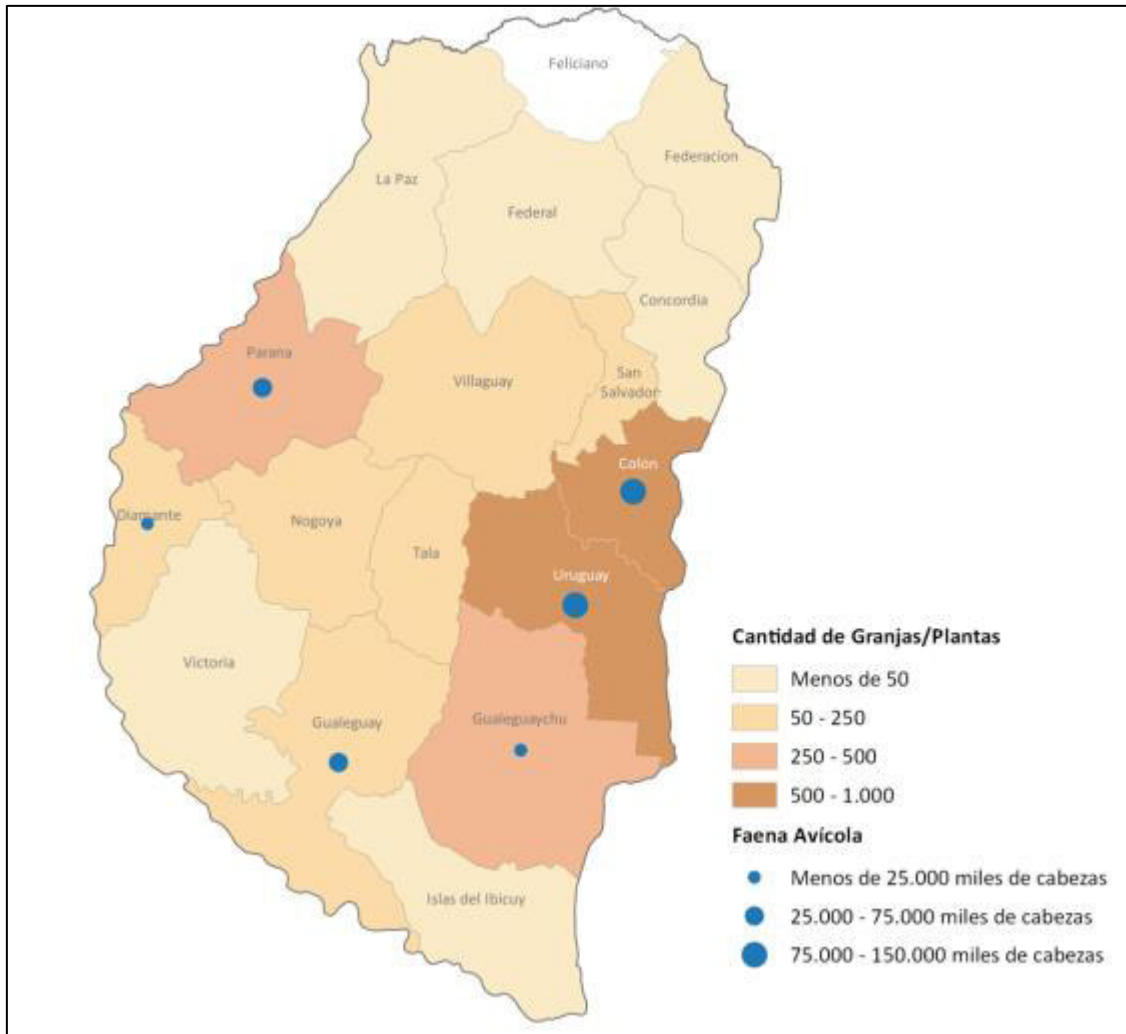 Feliciano
Federacion
La Paz
Federal
Concordia
Parana
Villaguay
San
Salvador
Colon
Diamante
Nogoya
Tala
Uruguay
Victoria
Gualeguay
Gualeguaychu
Islas del Ibicuy
Cantidad de Granjas/Plantas
Menos de 50
50 - 250
250 - 500
500 - 1.000
Faena Avícola
Menos de 25.000 miles de cabezas
25.000 - 75.000 miles de cabezas
75.000 - 150.000 miles de cabezas